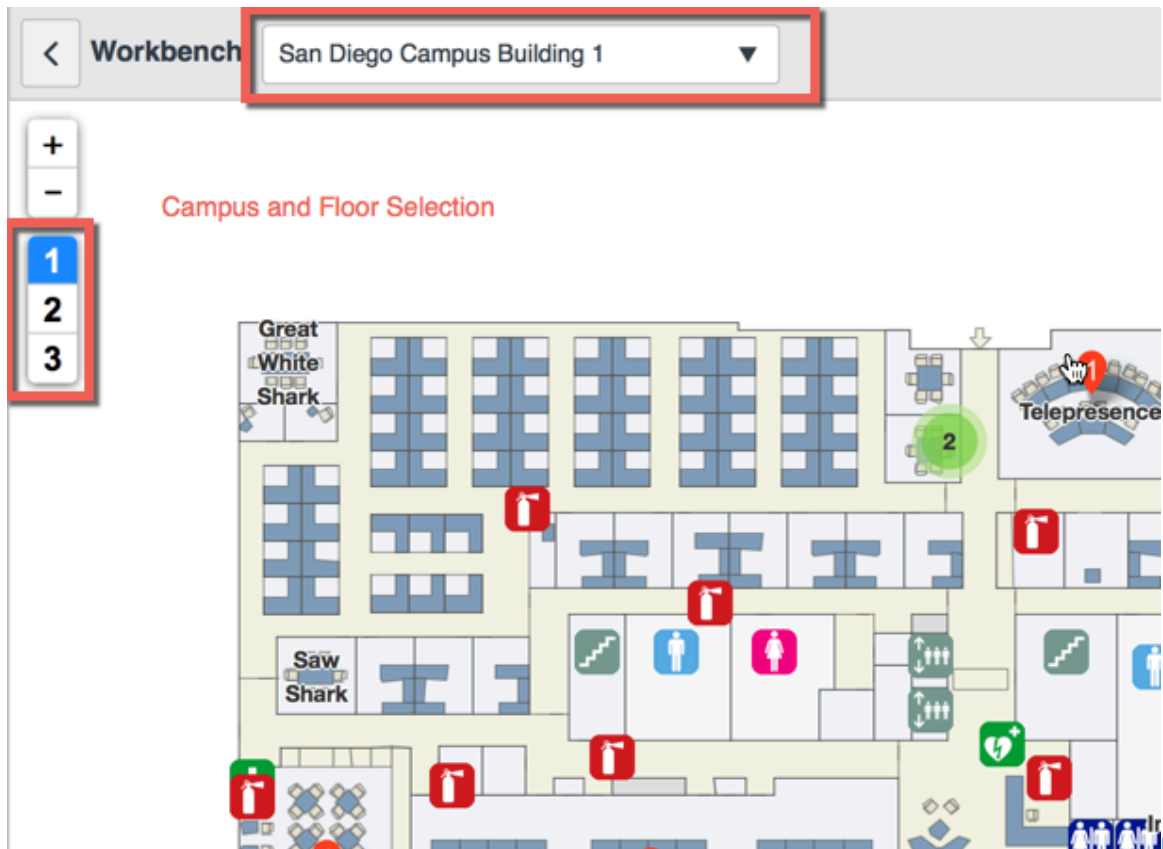 Workbench
San Diego Campus Building 1
+
−
Campus and Floor Selection
1
2
3
Great
White
Shark
1
Telepresence
2
Saw
Shark